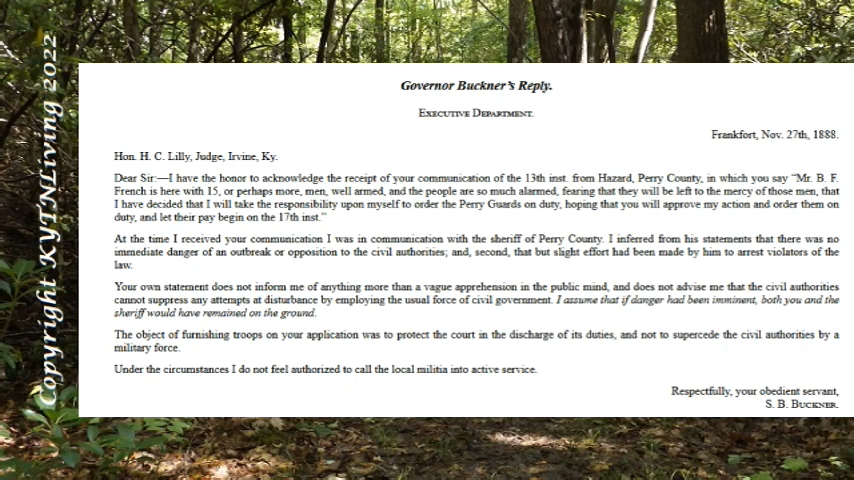 Copyright KYTNLiving 2022
Governor Buckner's Reply.
EXECUTIVE DEPARTMENT.
Frankfort, Nov. 27th, 1888.
Hon. H. C. Lilly, Judge, Irvine, Ky.
Dear Sir:—I have the honor to acknowledge the receipt of your communication of the 13th inst. from Hazard, Perry County, in which you say "Mr. B. F.
French is here with 15, or perhaps more, men, well armed, and the people are so much alarmed, fearing that they will be left to the mercy of those men, that
I have decided that I will take the responsibility upon myself to order the Perry Guards on duty, hoping that you will approve my action and order them on
duty, and let their pay begin on the 17th inst."
At the time I received your communication I was in communication with the sheriff of Perry County. I inferred from his statements that there was no
immediate danger of an outbreak or opposition to the civil authorities; and, second, that but slight effort had been made by him to arrest violators of the
law.
Your own statement does not inform me of anything more than a vague apprehension in the public mind, and does not advise me that the civil authorities
cannot suppress any attempts at disturbance by employing the usual force of civil government. I assume that if danger had been imminent, both you and the
sheriff would have remained on the ground.
The object of furnishing troops on your application was to protect the court in the discharge of its duties, and not to supercede the civil authorities by a
military force.
Under the circumstances I do not feel authorized to call the local militia into active service.
Respectfully, your obedient servant,
S. B. BUCKNER.